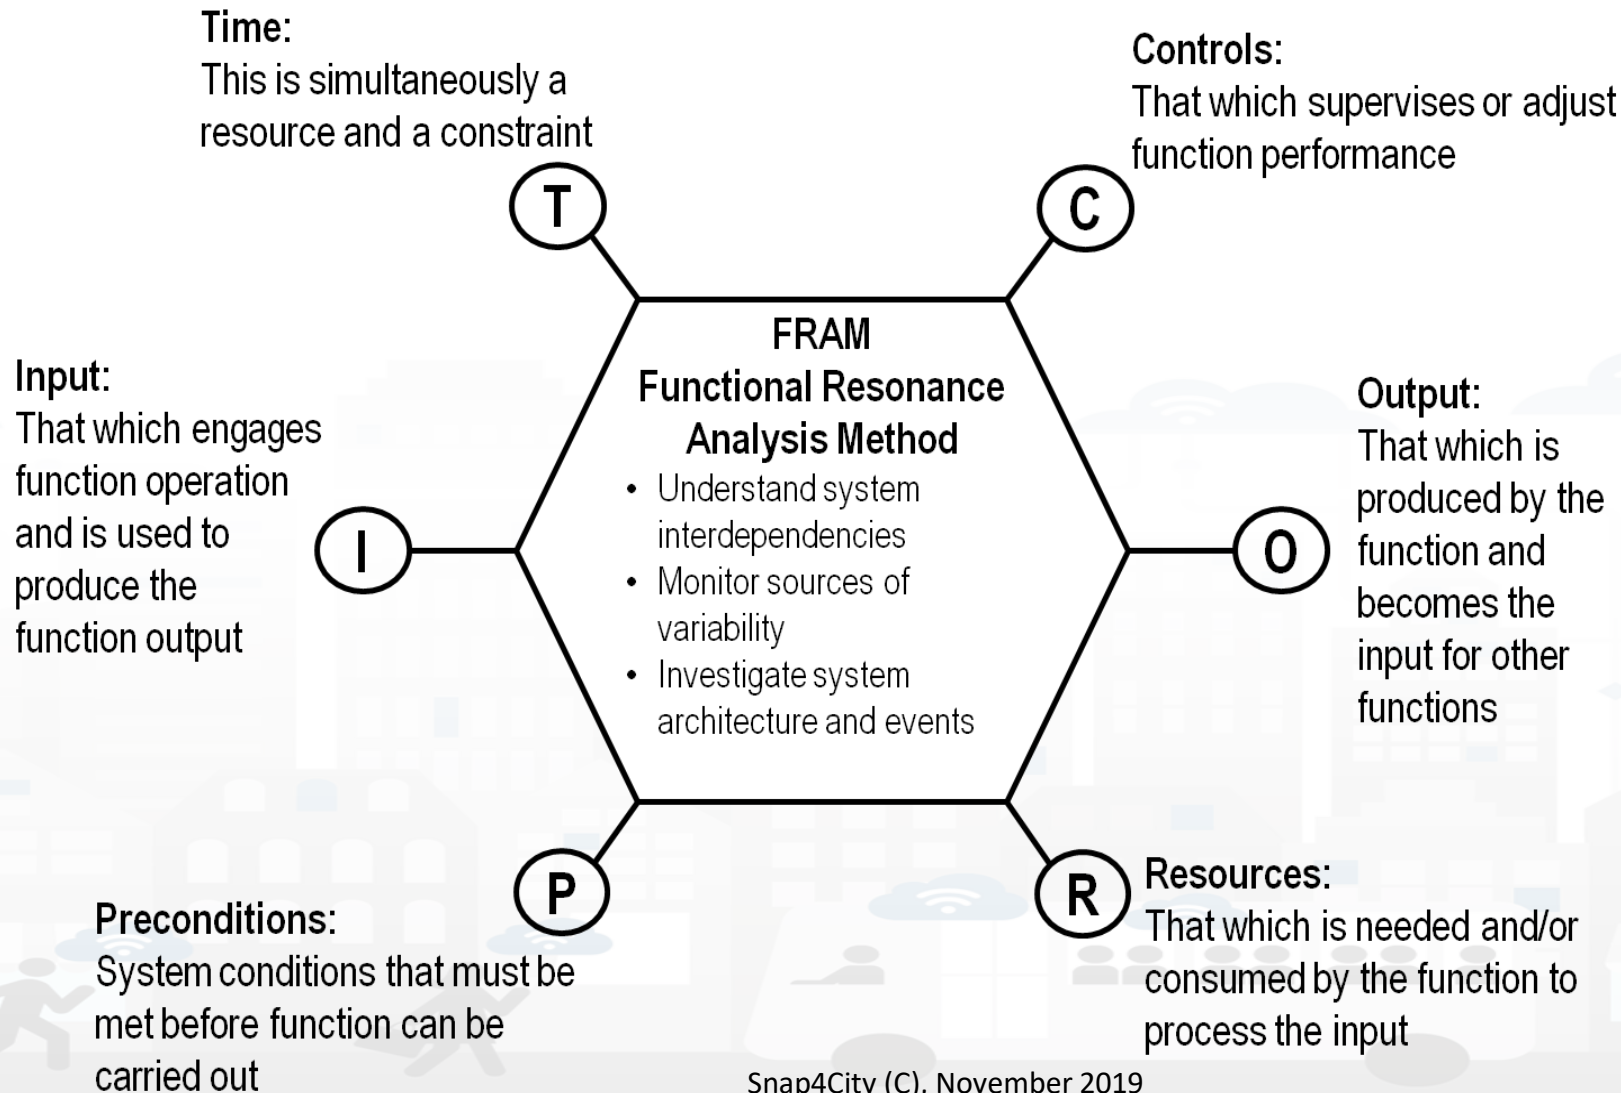 Time:
This is simultaneously a
resource and a constraint
Controls:
That which supervises or adjust
function performance
T
C
FRAM
Functional Resonance
Analysis Method
• Understand system
interdependencies
• Monitor sources of
variability
• Investigate system
architecture and events
Input:
That which engages
function operation
and is used to
produce the
function output
I
O
Output:
That which is
produced by the
function and
becomes the
input for other
functions
P
R
Preconditions:
System conditions that must be
met before function can be
carried out
Resources:
That which is needed and/or
consumed by the function to
process the input
Snap4City (C), November 2019